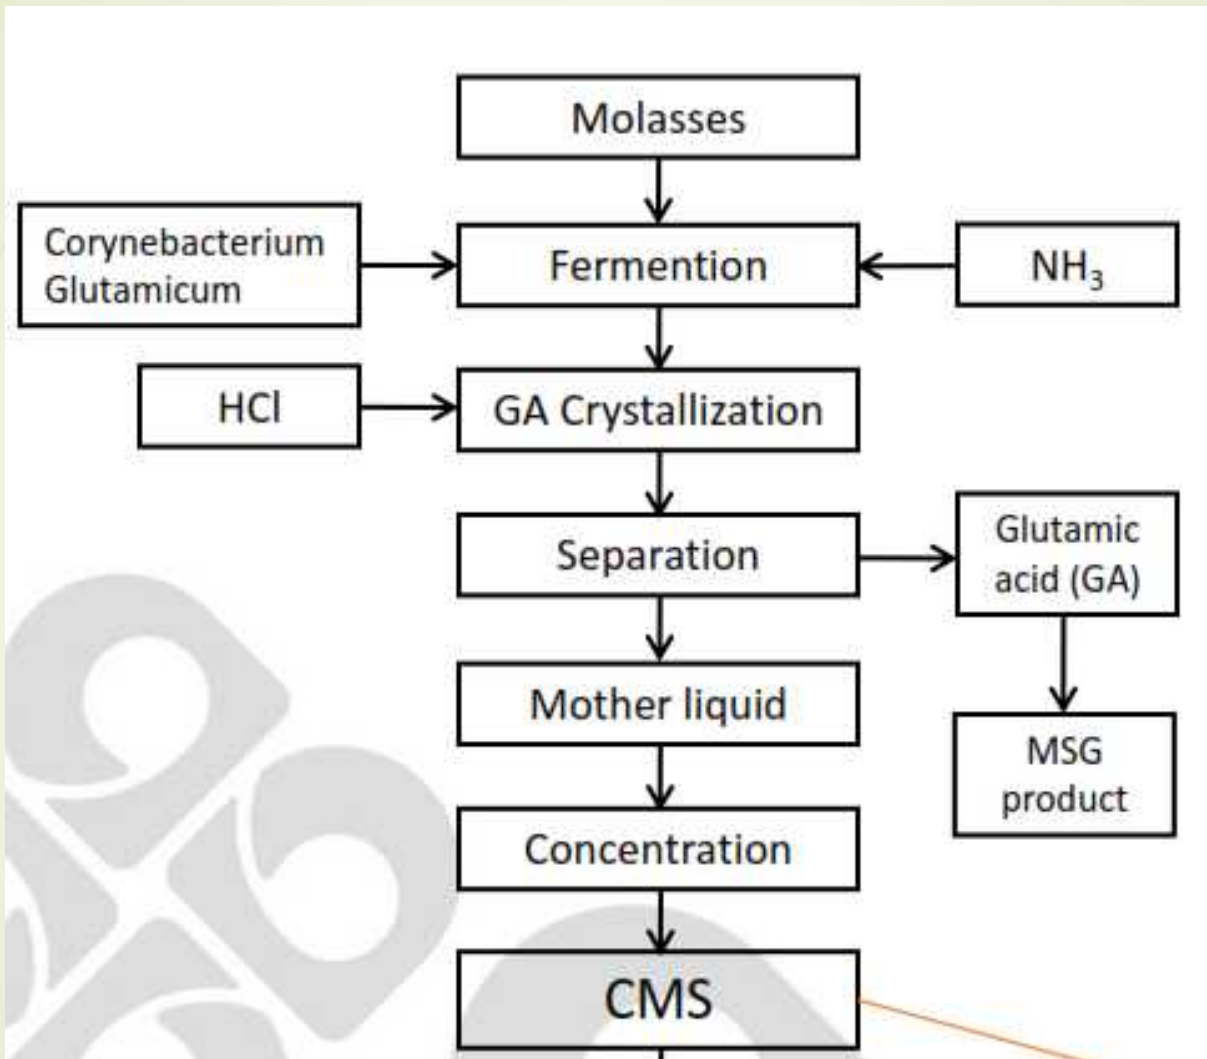 Molasses
Corynebacterium
Glutamicum
Fermention
NH₃
HCl
GA Crystallization
Separation
Glutamic
acid (GA)
Mother liquid
MSG
product
Concentration
CMS